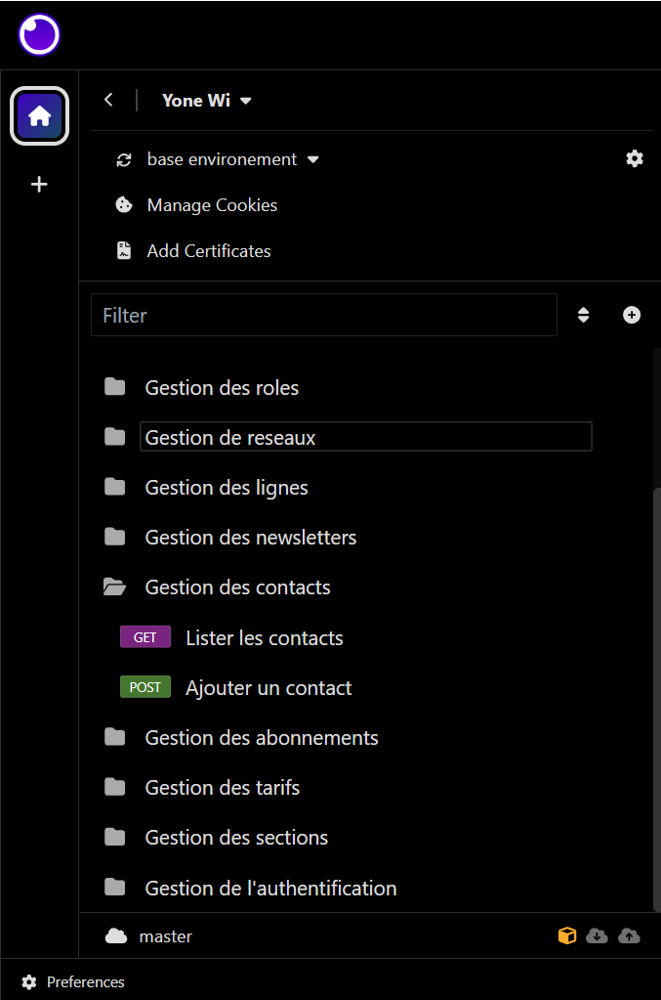 Yone Wi
base environement
Manage Cookies
Add Certificates
Filter
Gestion des roles
Gestion de reseaux
Gestion des lignes
Gestion des newsletters
Gestion des contacts
GET Lister les contacts
POST Ajouter un contact
Gestion des abonnements
Gestion des tarifs
Gestion des sections
Gestion de l'authentification
master
Preferences